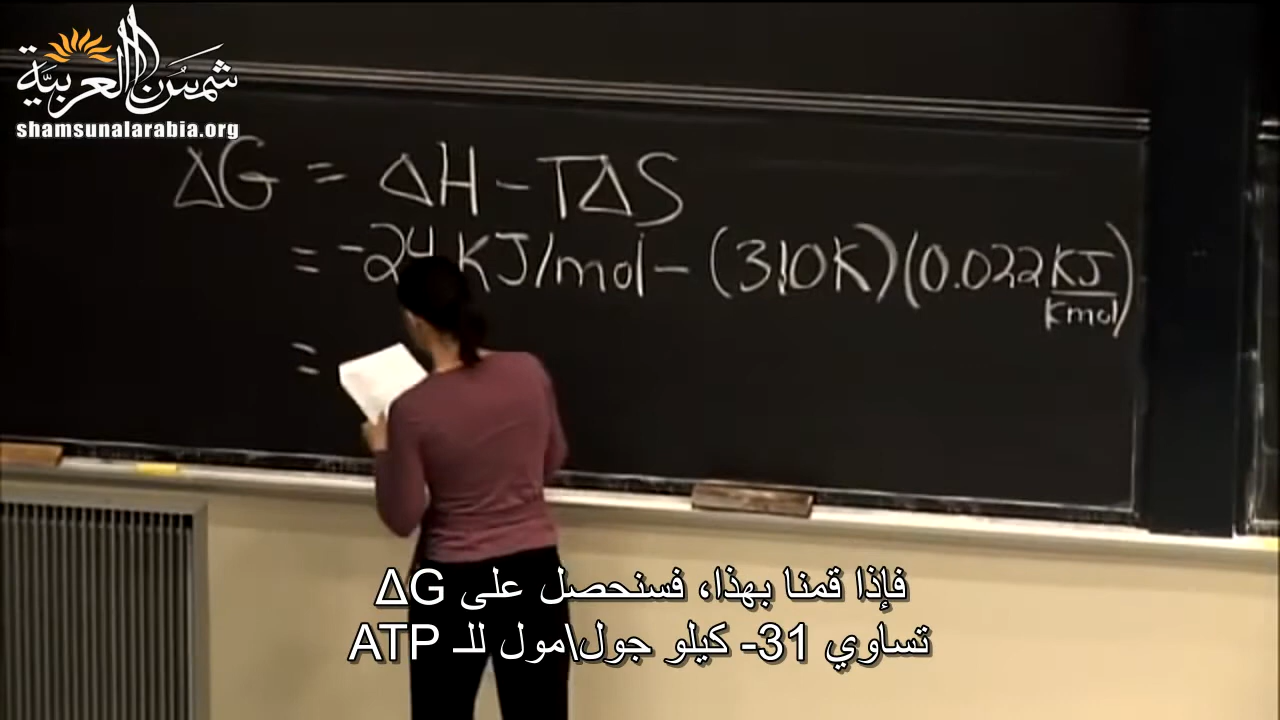 شمس العربية
shamsunalarabia.org
ΔG = ΔH - TΔS
= -24 KJ/mol - (310K)(0.022 KJ/Kmol)
=
فإذا قمنا بهذا، فسنحصل على ΔG
تساوي 31- كيلو جول\مول للـ ATP